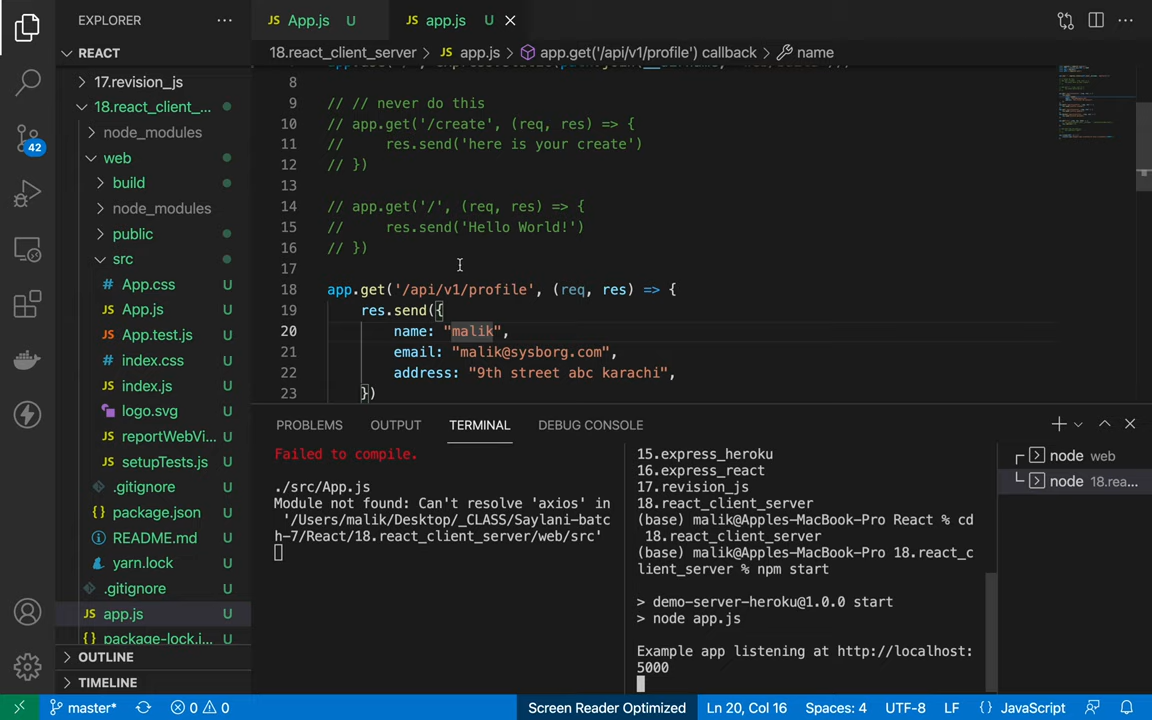 EXPLORER
REACT
17.revision_js
18.react_client_...
node_modules
web
build
node_modules
public
src
App.css U
App.js U
App.test.js U
index.css U
index.js U
logo.svg U
reportWebVi... U
setupTests.js U
.gitignore U
package.json U
README.md U
yarn.lock U
.gitignore U
app.js U
package-lock.j... U
OUTLINE
TIMELINE
42
JS App.js U
JS app.js U
18.react_client_server > JS app.js > app.get('/api/v1/profile') callback > name
8
9 // // never do this
10 // app.get('/create', (req, res) => {
11 //     res.send('here is your create')
12 // })
13
14 // app.get('/', (req, res) => {
15 //     res.send('Hello World!')
16 // })
17
18 app.get('/api/v1/profile', (req, res) => {
19     res.send({
20         name: "malik",
21         email: "malik@sysborg.com",
22         address: "9th street abc karachi",
23     })
PROBLEMS OUTPUT TERMINAL DEBUG CONSOLE
Failed to compile.
./src/App.js
Module not found: Can't resolve 'axios' in
'/Users/malik/Desktop/_CLASS/Saylani-batc
h-7/React/18.react_client_server/web/src'
15.express_heroku
16.express_react
17.revision_js
18.react_client_server
(base) malik@Apples-MacBook-Pro React % cd
18.react_client_server
(base) malik@Apples-MacBook-Pro 18.react_c
lient_server % npm start
> demo-server-heroku@1.0.0 start
> node app.js
Example app listening at http://localhost:
5000
node web
node 18.rea...
master* 0 0 Screen Reader Optimized Ln 20, Col 16 Spaces: 4 UTF-8 LF {} JavaScript